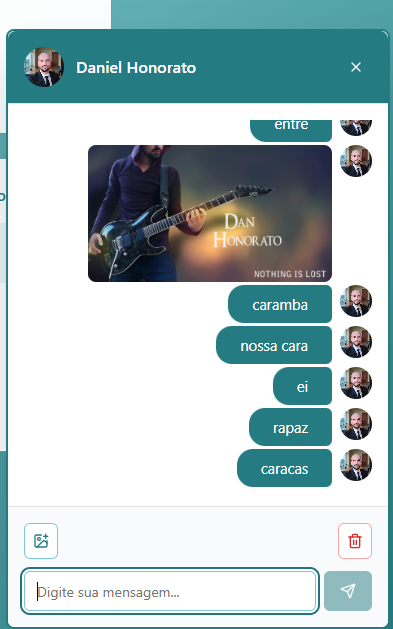 Daniel Honorato
entre
DAN
HONORATO
NOTHING IS LOST
caramba
nossa cara
ei
rapaz
caracas
Digite sua mensagem...